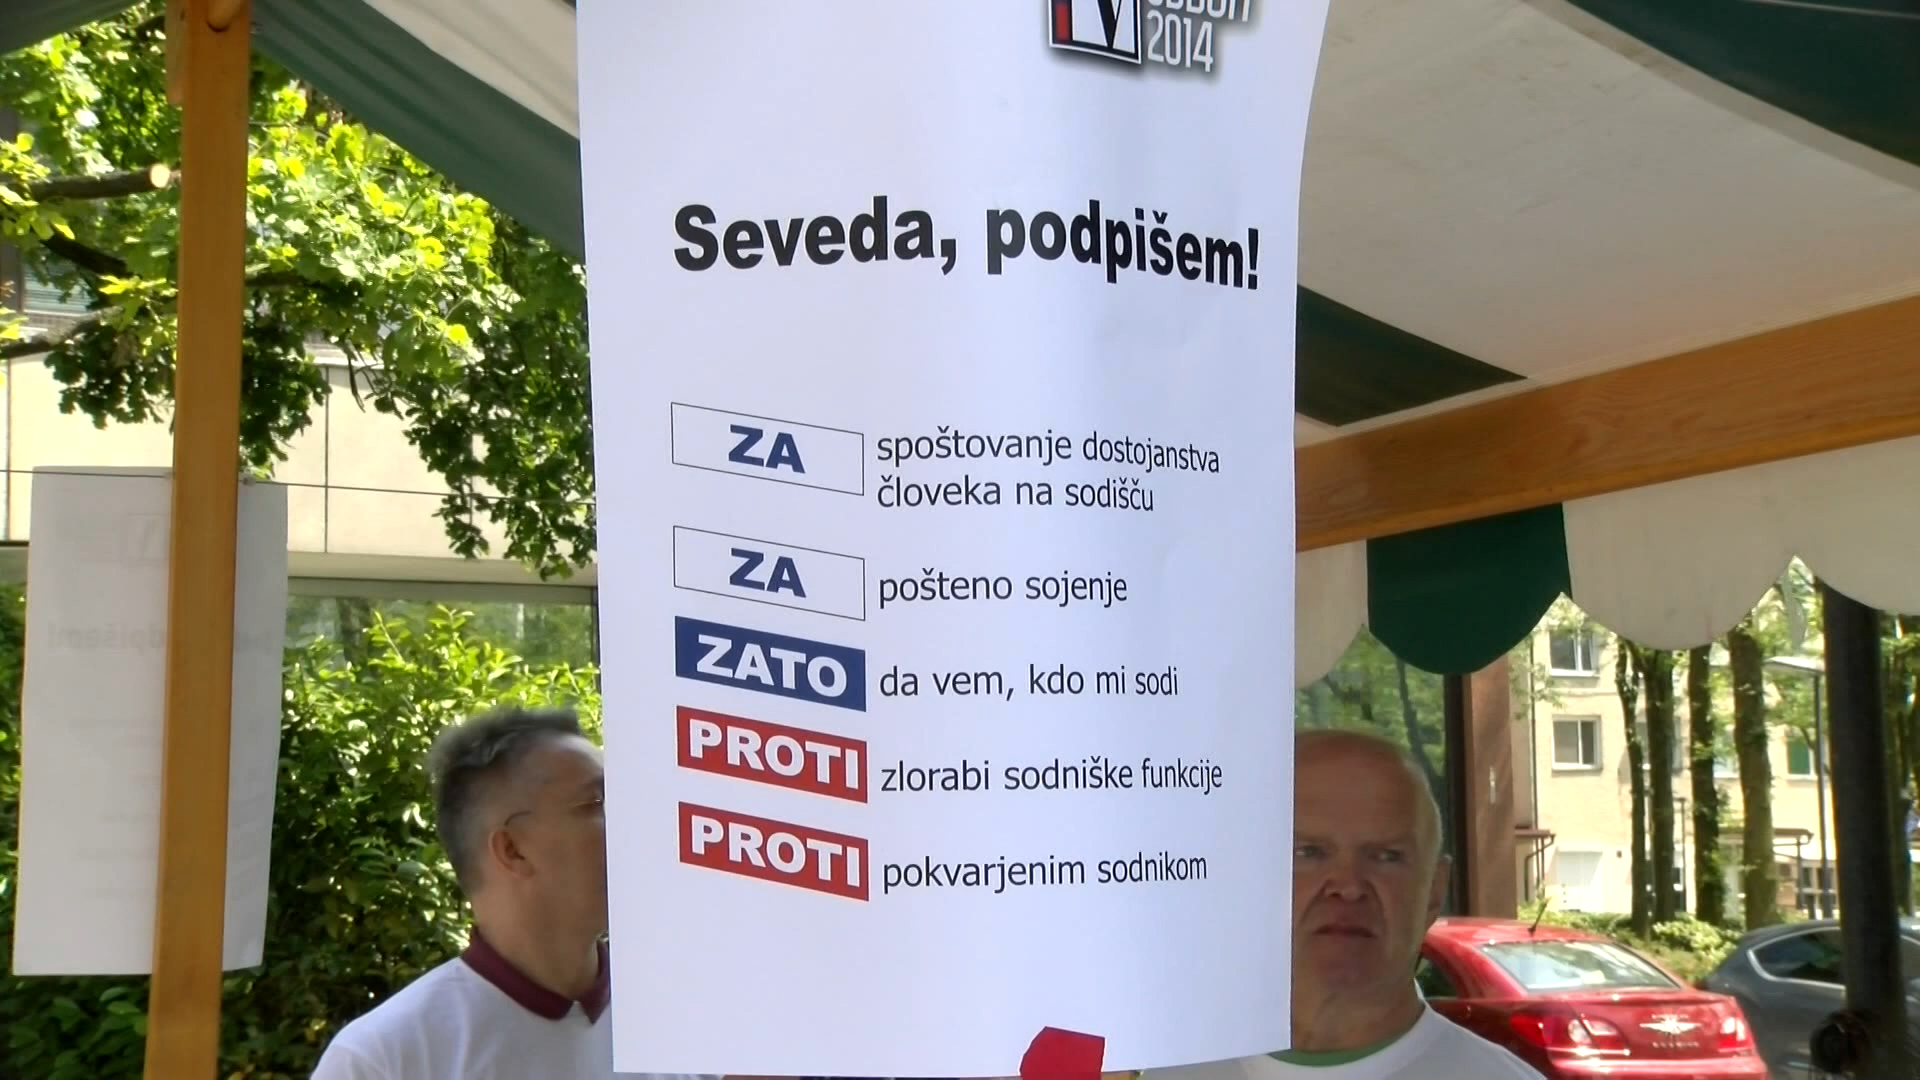 2014
Seveda, podpišem!
ZA spoštovanje dostojanstva
človeka na sodišču
ZA pošteno sojenje
ZATO da vem, kdo mi sodi
PROTI zlorabi sodniške funkcije
PROTI pokvarjenim sodnikom